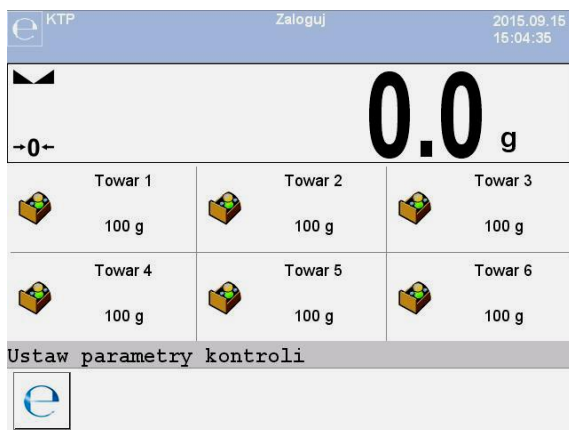 KTP Zaloguj 2015.09.15
15:04:35
→0← 0.0 g
Towar 1 Towar 2 Towar 3
100 g 100 g 100 g
Towar 4 Towar 5 Towar 6
100 g 100 g 100 g
Ustaw parametry kontroli
℮